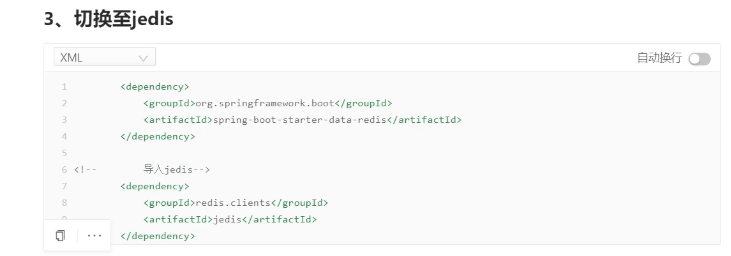 3、切换至jedis
XML
自动换行
1 <dependency>
2 <groupId>org.springframework.boot</groupId>
3 <artifactId>spring-boot-starter-data-redis</artifactId>
4 </dependency>
5
6 <!-- 导入jedis-->
7 <dependency>
8 <groupId>redis.clients</groupId>
9 <artifactId>jedis</artifactId>
</dependency>